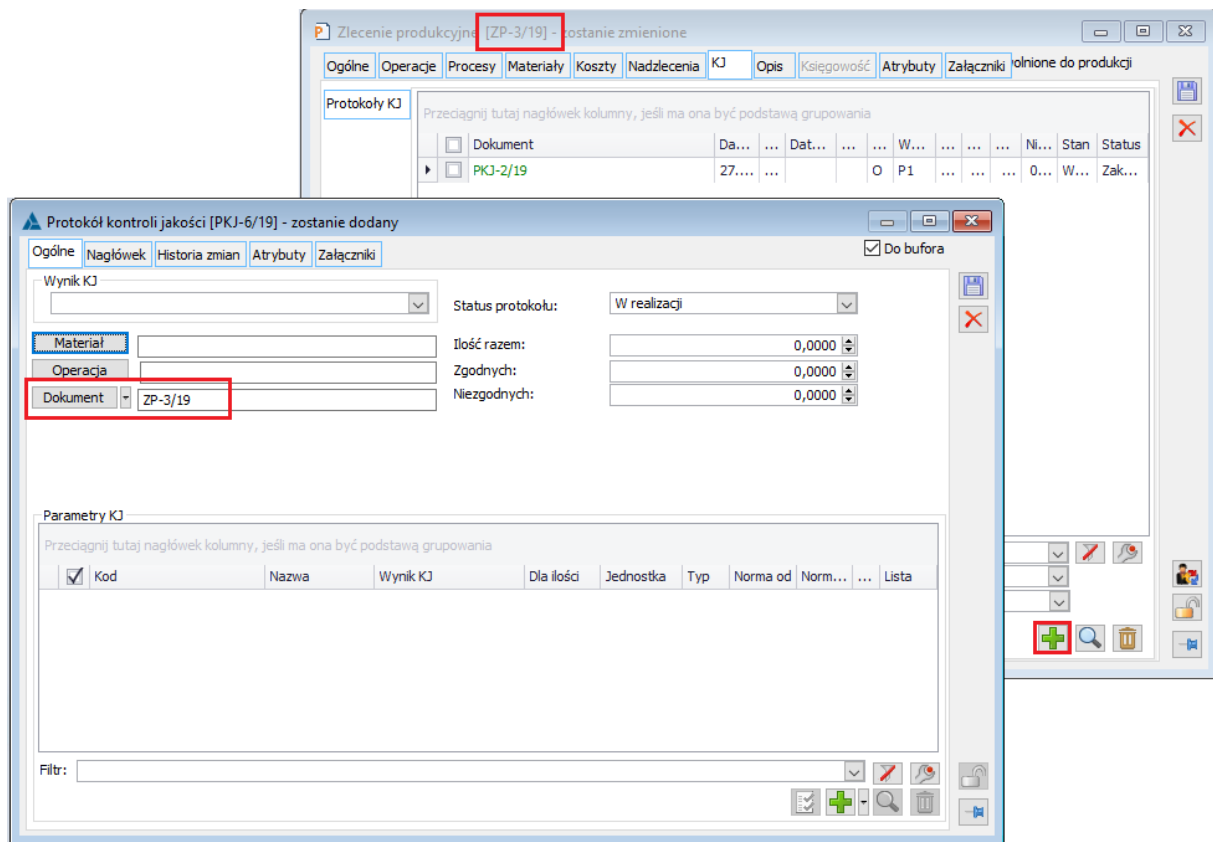 Zlecenie produkcyjne [ZP-3/19] - zostanie zmienione
Ogólne Operacje Procesy Materiały Koszty Nadzlecenia KJ Opis Księgowość Atrybuty Załączniki olnione do produkcji
Protokoły KJ
Przeciągnij tutaj nagłówek kolumny, jeśli ma ona być podstawą grupowania
Dokument Da... ... Dat... ... ... W... ... ... ... Ni... Stan Status
PKJ-2/19 27.... ... O P1 ... ... ... 0... W... Zak...
Protokół kontroli jakości [PKJ-6/19] - zostanie dodany
Ogólne Nagłówek Historia zmian Atrybuty Załączniki Do bufora
Wynik KJ
Status protokołu: W realizacji
Materiał Ilość razem: 0,0000
Operacja Zgodnych: 0,0000
Dokument ZP-3/19 Niezgodnych: 0,0000
Parametry KJ
Przeciągnij tutaj nagłówek kolumny, jeśli ma ona być podstawą grupowania
Kod Nazwa Wynik KJ Dla ilości Jednostka Typ Norma od Norm... ... Lista
Filtr: